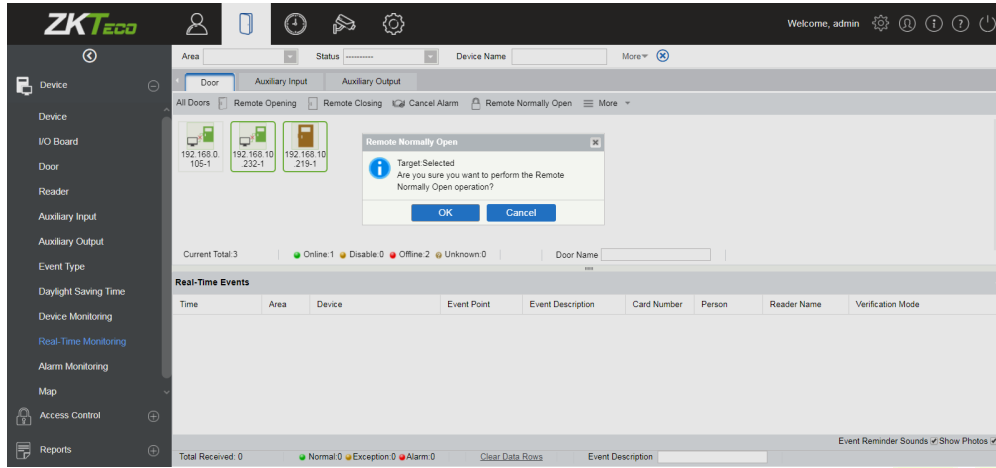 ZKTECO
Welcome, admin
Area
Status ----------
Device Name
More
Device
Door
Auxiliary Input
Auxiliary Output
All Doors
Remote Opening
Remote Closing
Cancel Alarm
Remote Normally Open
More
Device
I/O Board
Door
Reader
Auxiliary Input
Auxiliary Output
Event Type
Daylight Saving Time
Device Monitoring
Real-Time Monitoring
Alarm Monitoring
Map
Access Control
Reports
192.168.0.
105-1
192.168.10
.232-1
192.168.10
.219-1
Remote Normally Open
Target:Selected
Are you sure you want to perform the Remote
Normally Open operation?
OK
Cancel
Current Total:3
Online:1
Disable:0
Offline:2
Unknown:0
Door Name
Real-Time Events
Time
Area
Device
Event Point
Event Description
Card Number
Person
Reader Name
Verification Mode
Event Reminder Sounds
Show Photos
Total Received: 0
Normal:0
Exception:0
Alarm:0
Clear Data Rows
Event Description